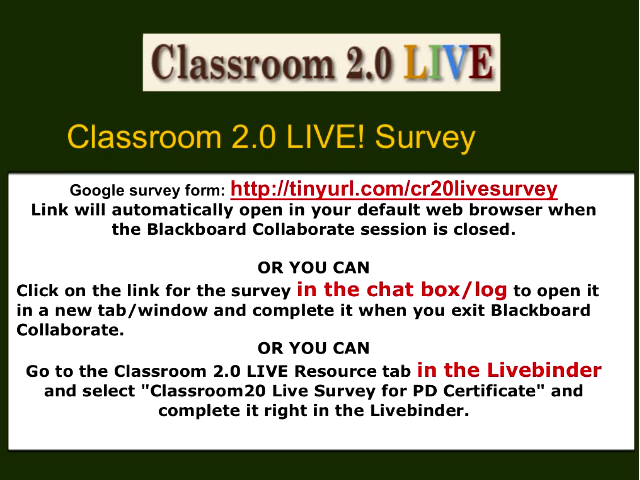 Classroom 2.0 LIVE
Classroom 2.0 LIVE! Survey
Google survey form: http://tinyurl.com/cr20livesurvey
Link will automatically open in your default web browser when
the Blackboard Collaborate session is closed.
OR YOU CAN
Click on the link for the survey in the chat box/log to open it
in a new tab/window and complete it when you exit Blackboard
Collaborate.
OR YOU CAN
Go to the Classroom 2.0 LIVE Resource tab in the Livebinder
and select "Classroom20 Live Survey for PD Certificate" and
complete it right in the Livebinder.